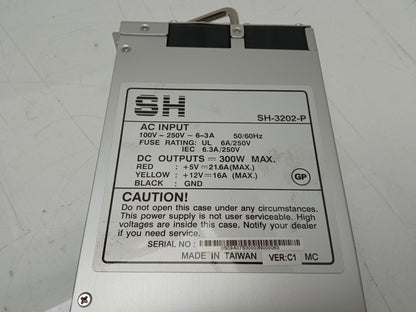 SH
SH-3202-P
AC INPUT
100V - 250V ~ 6-3A 50/60Hz
FUSE RATING: UL 6A/250V
IEC 6.3A/250V
DC OUTPUTS ⎓ 300W MAX.
RED : +5V ⎓ 21.6A (MAX.)
YELLOW : +12V ⎓ 16A (MAX.)
BLACK : GND
GP
CAUTION!
Do not open this case under any circumstances.
This power supply is not user serviceable. High
voltages are inside this unit. Notify your dealer
if you need service.
SERIAL NO :
MADE IN TAIWAN VER:C1 MC